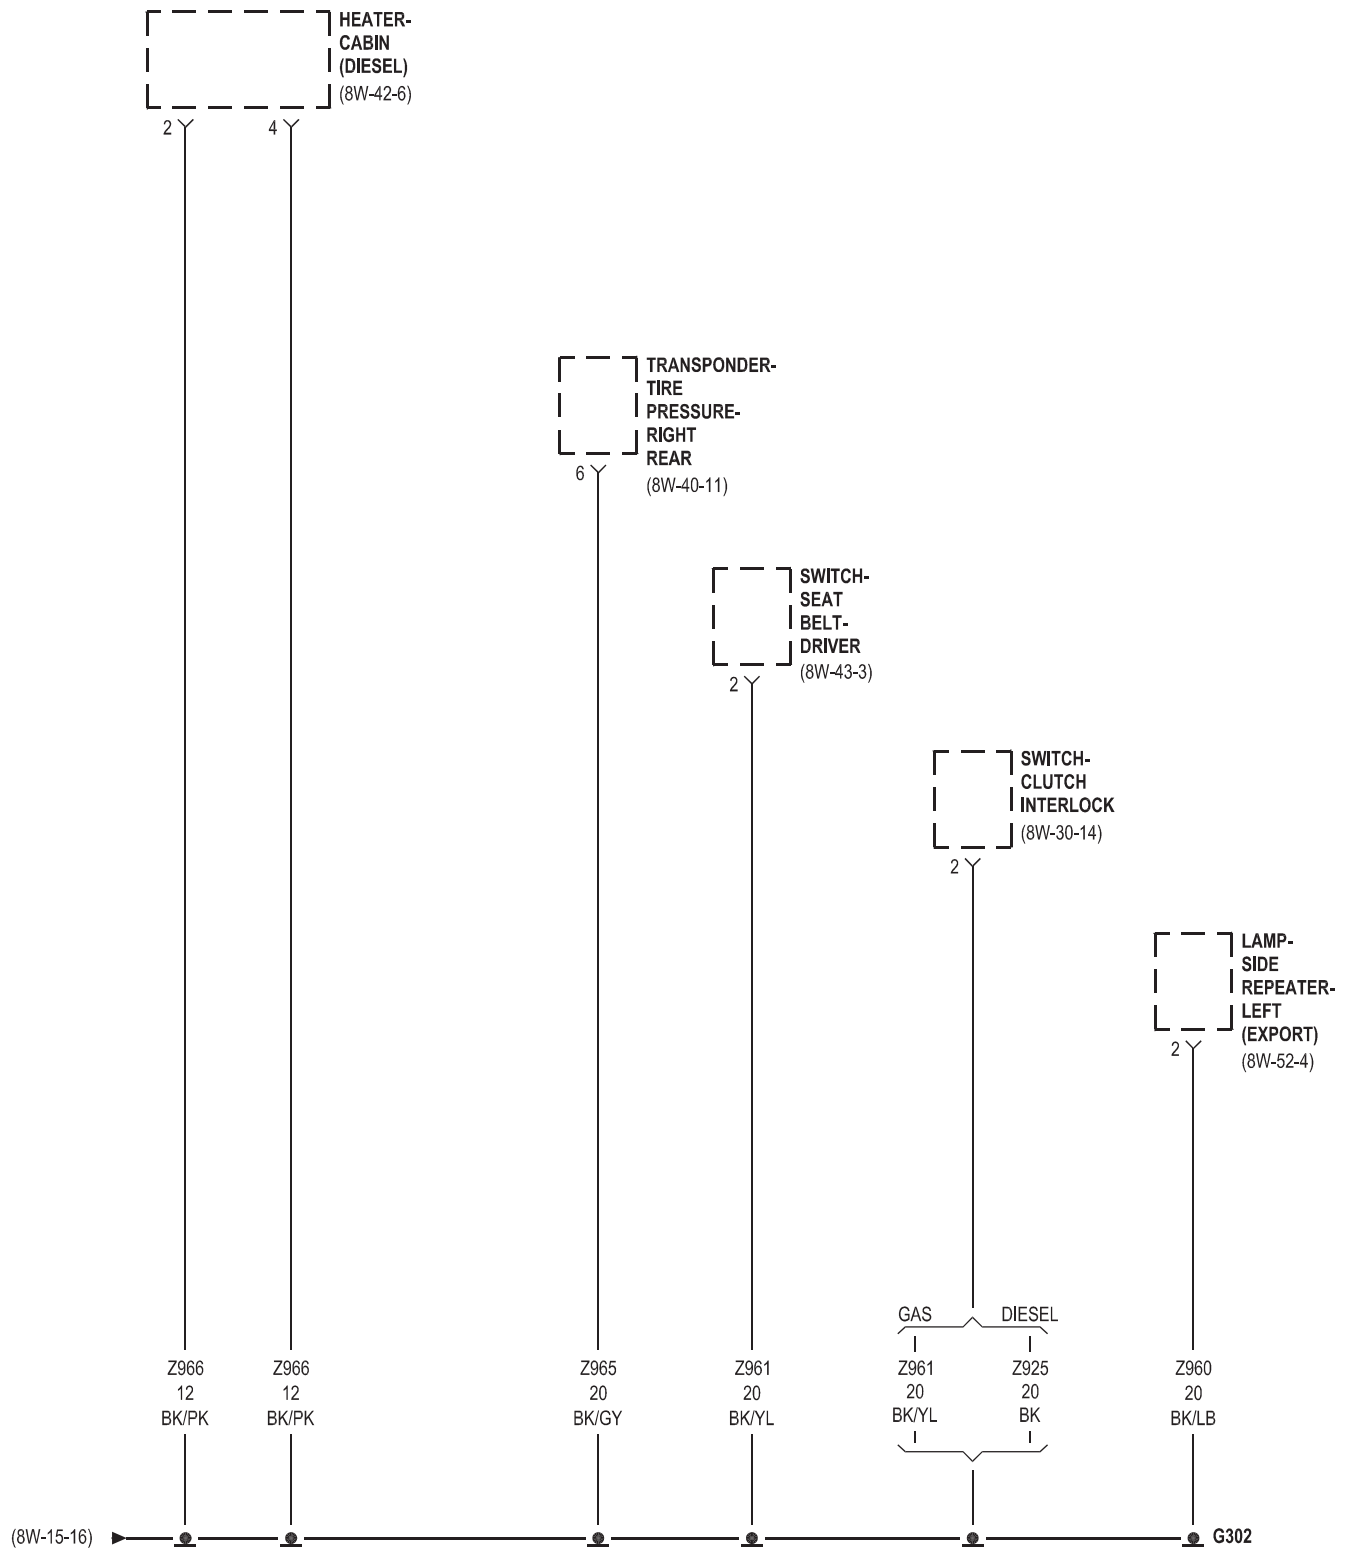 HEATER-
CABIN
(DIESEL)
(8W-42-6)
2
4
TRANSPONDER-
TIRE
PRESSURE-
RIGHT
REAR
(8W-40-11)
6
SWITCH-
SEAT
BELT-
DRIVER
(8W-43-3)
2
SWITCH-
CLUTCH
INTERLOCK
(8W-30-14)
2
LAMP-
SIDE
REPEATER-
LEFT
(EXPORT)
(8W-52-4)
2
GAS
DIESEL
Z966
12
BK/PK
Z966
12
BK/PK
Z965
20
BK/GY
Z961
20
BK/YL
Z961
20
BK/YL
Z925
20
BK
Z960
20
BK/LB
(8W-15-16)
G302